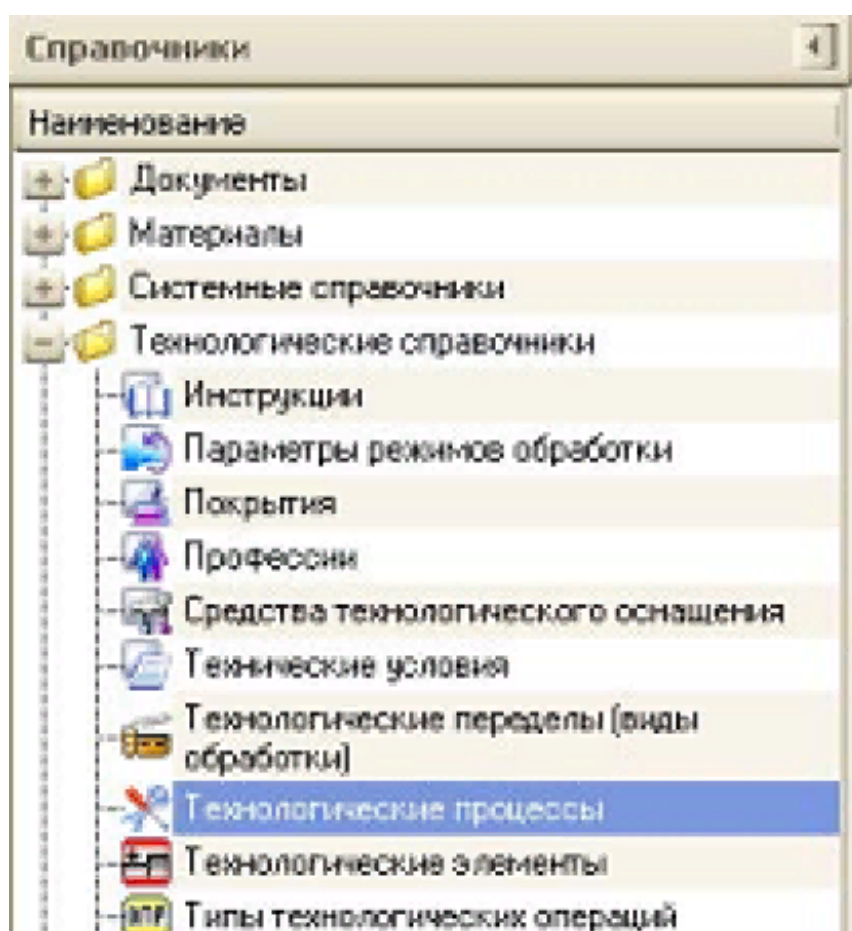 Справочники
Наименование
Документы
Материалы
Системные справочники
Технологические справочники
Инструкции
Параметры режимов обработки
Покрытия
Профессии
Средства технологического оснащения
Технические условия
Технологические переделы (виды
обработки)
Технологические процессы
Технологические элементы
Типы технологических операций